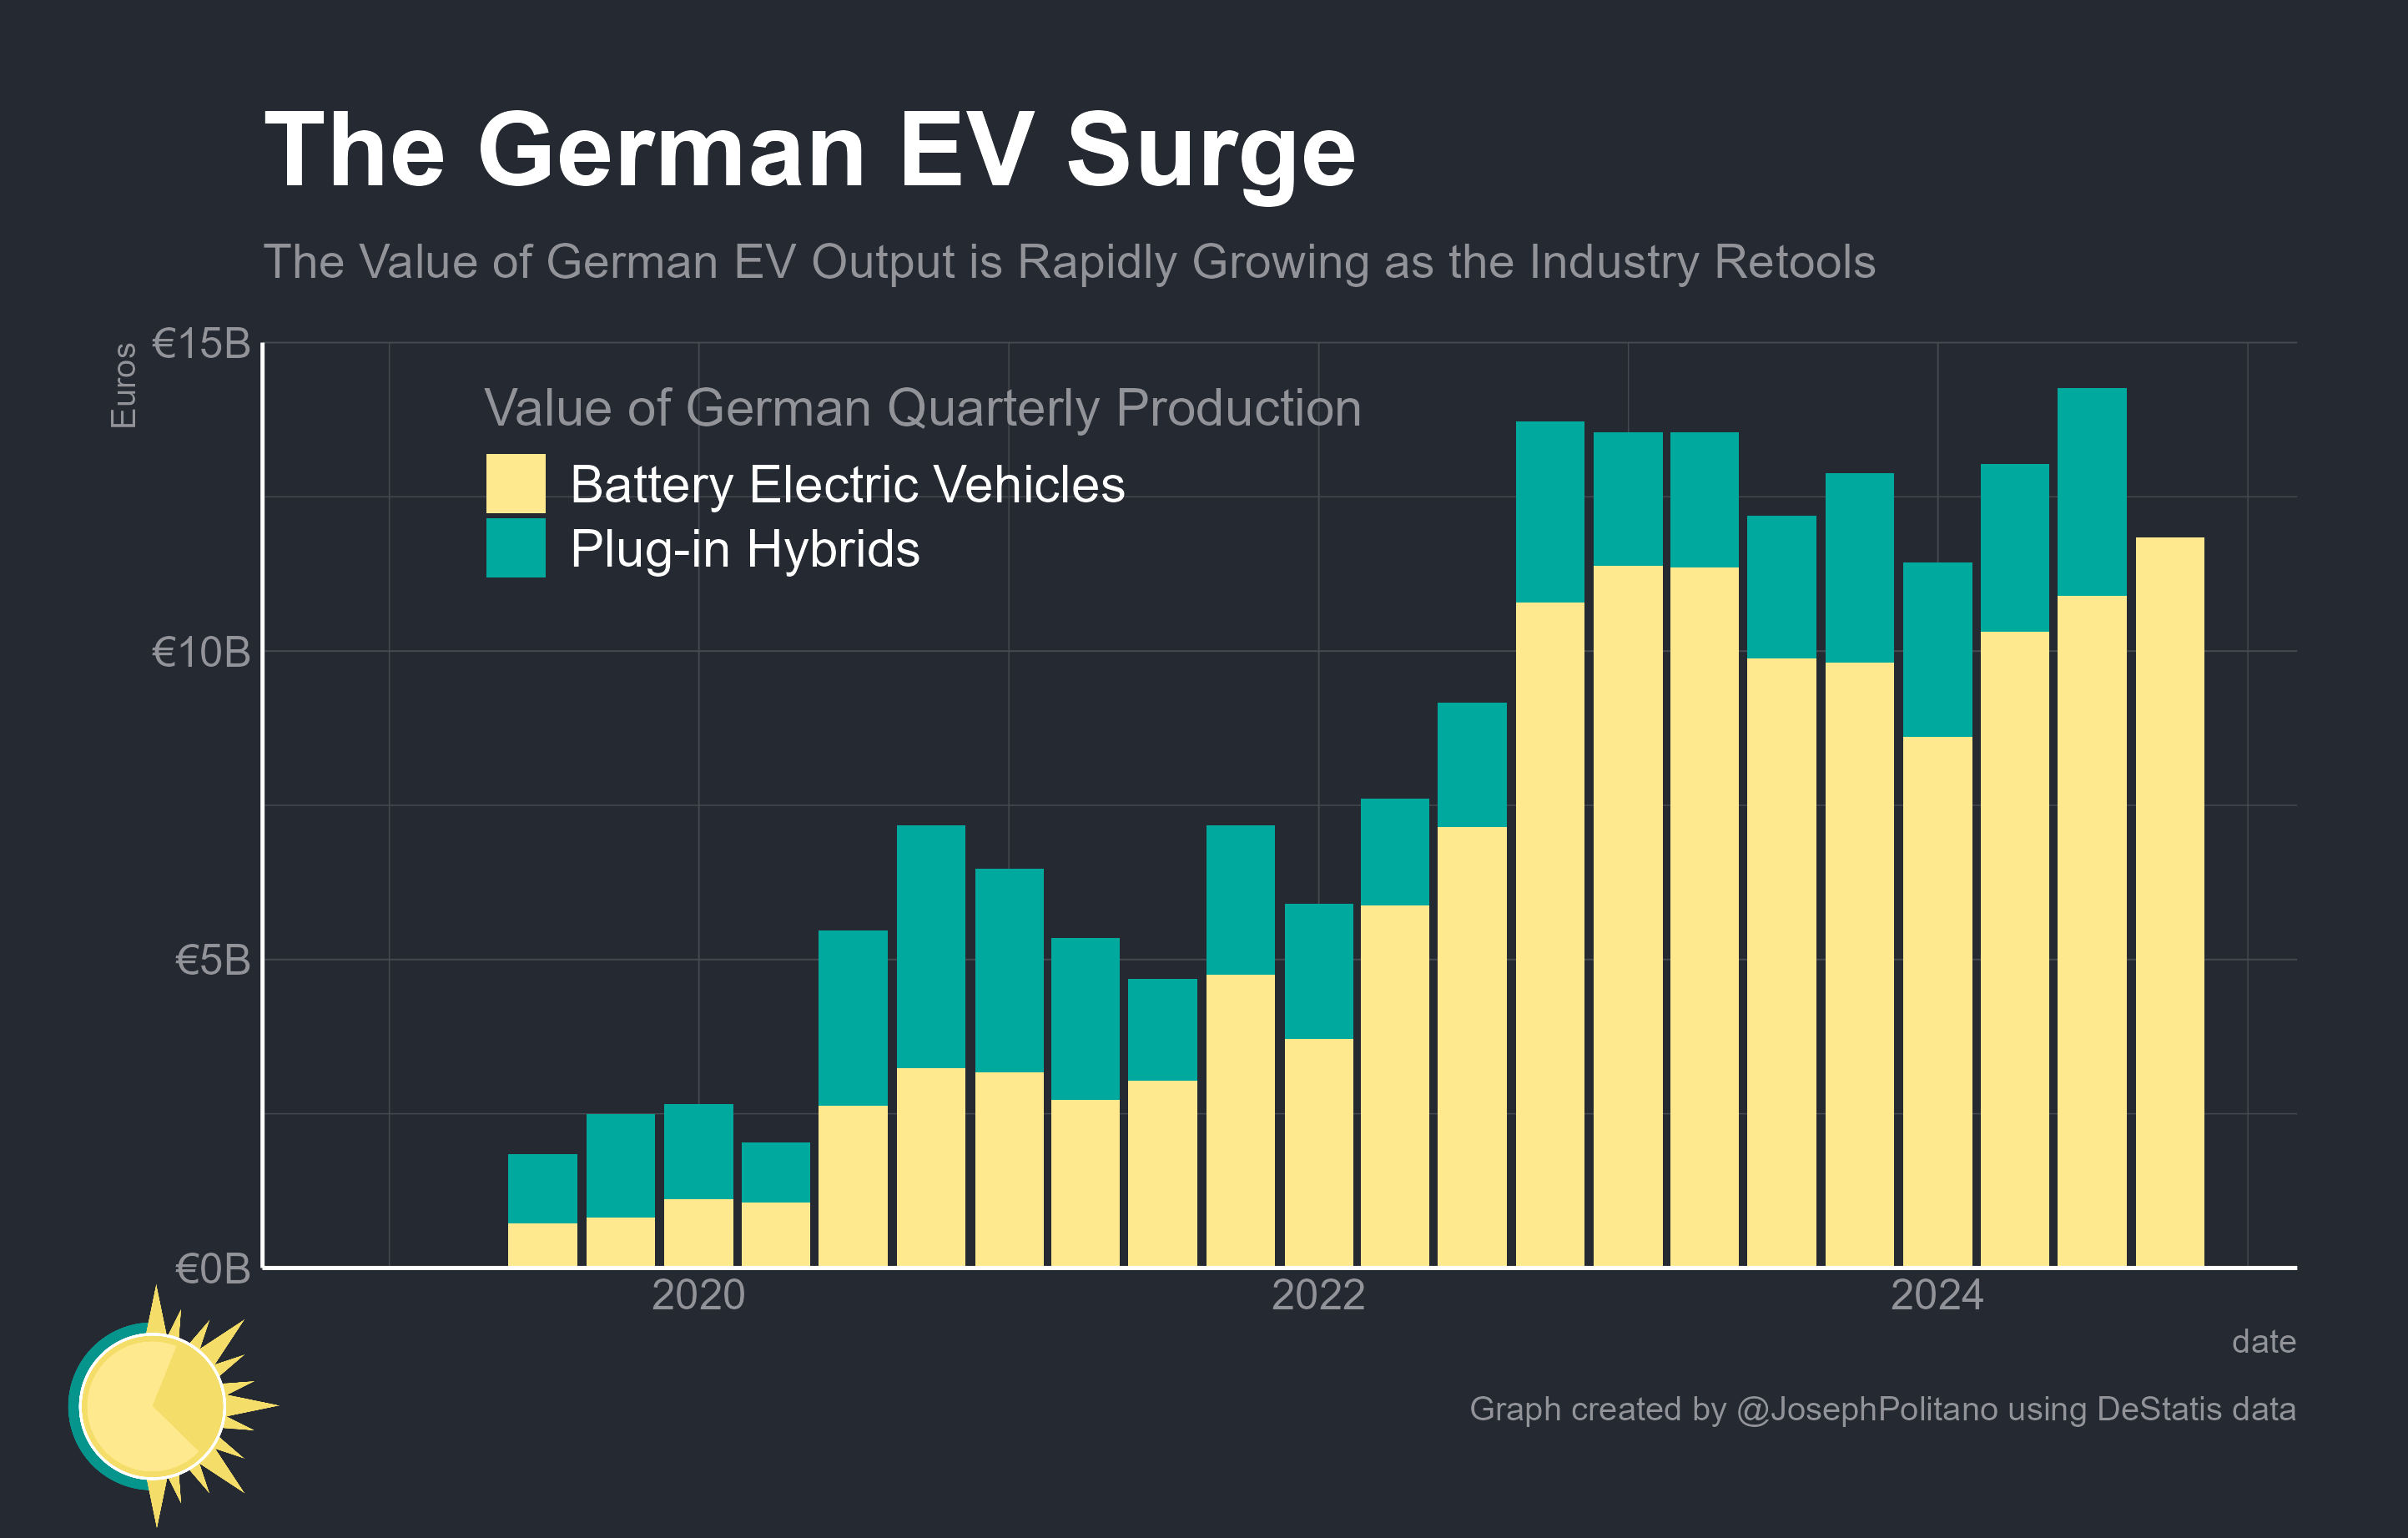 The German EV Surge
The Value of German EV Output is Rapidly Growing as the Industry Retools
Euros
€15B
€10B
€5B
€0B
Value of German Quarterly Production
Battery Electric Vehicles
Plug-in Hybrids
2020
2022
2024
date
Graph created by @JosephPolitano using DeStatis data